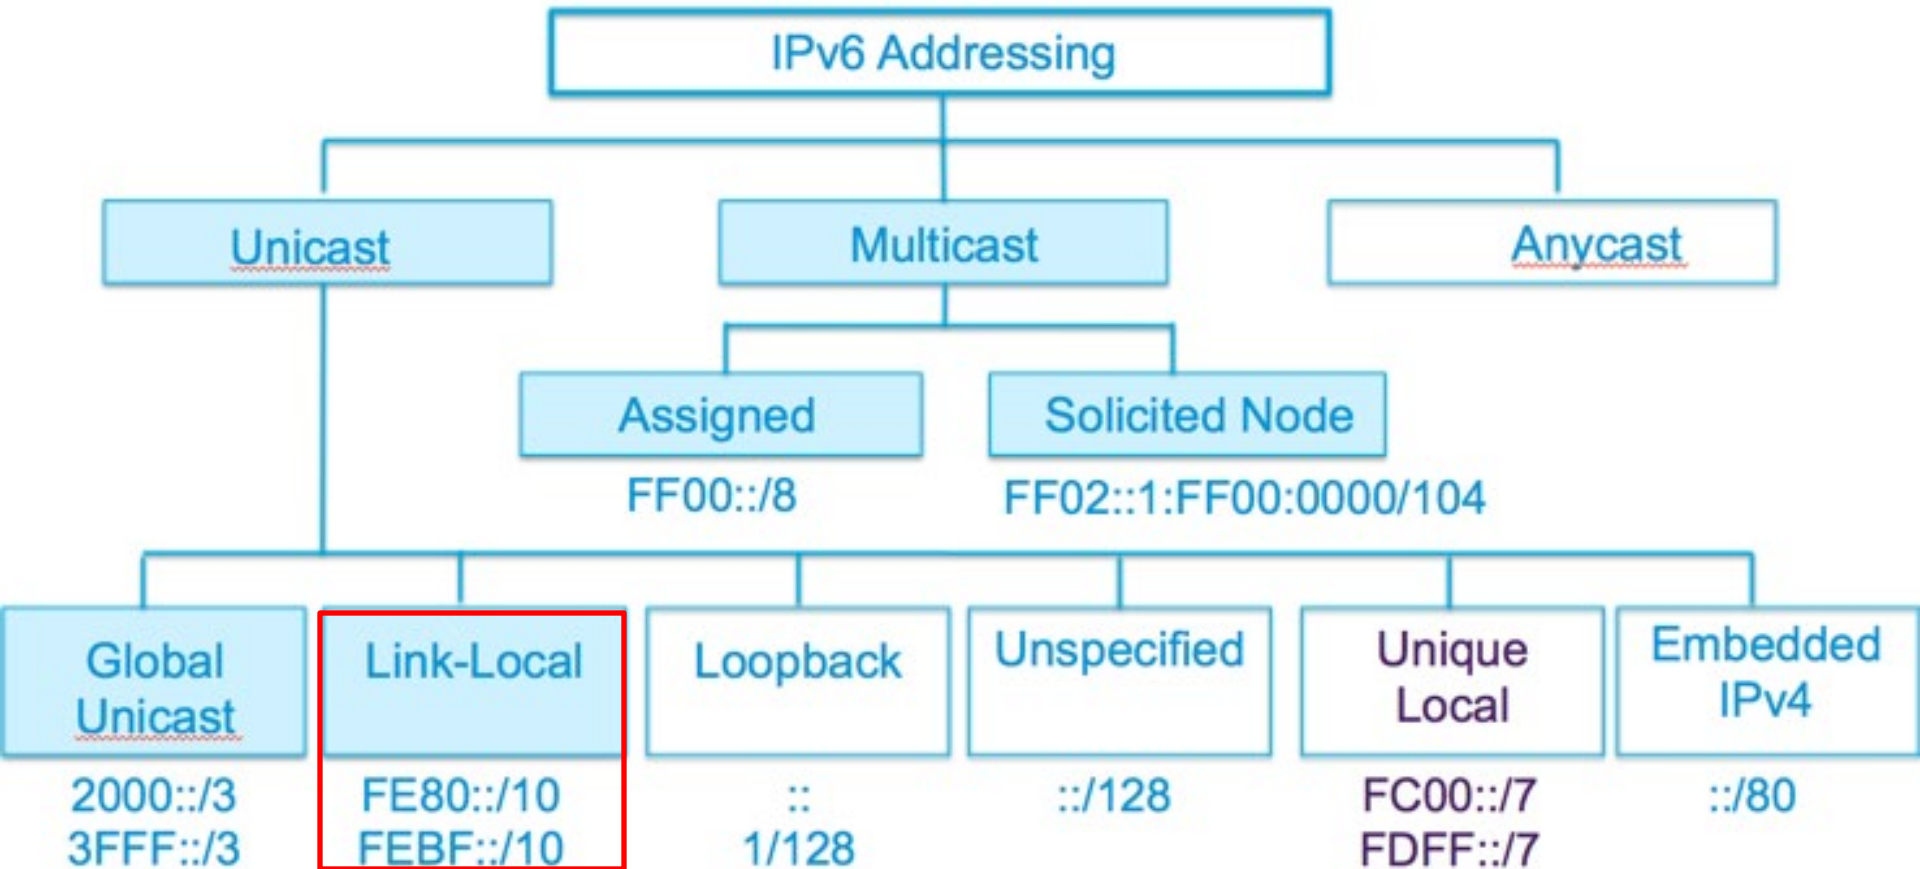 IPv6 Addressing
Unicast
Multicast
Anycast
Assigned
Solicited Node
FF00::/8
FF02::1:FF00:0000/104
Global
Unicast
2000::/3
3FFF::/3
Link-Local
FE80::/10
FEBF::/10
Loopback
::
1/128
Unspecified
::/128
Unique
Local
FC00::/7
FDFF::/7
Embedded
IPv4
::/80